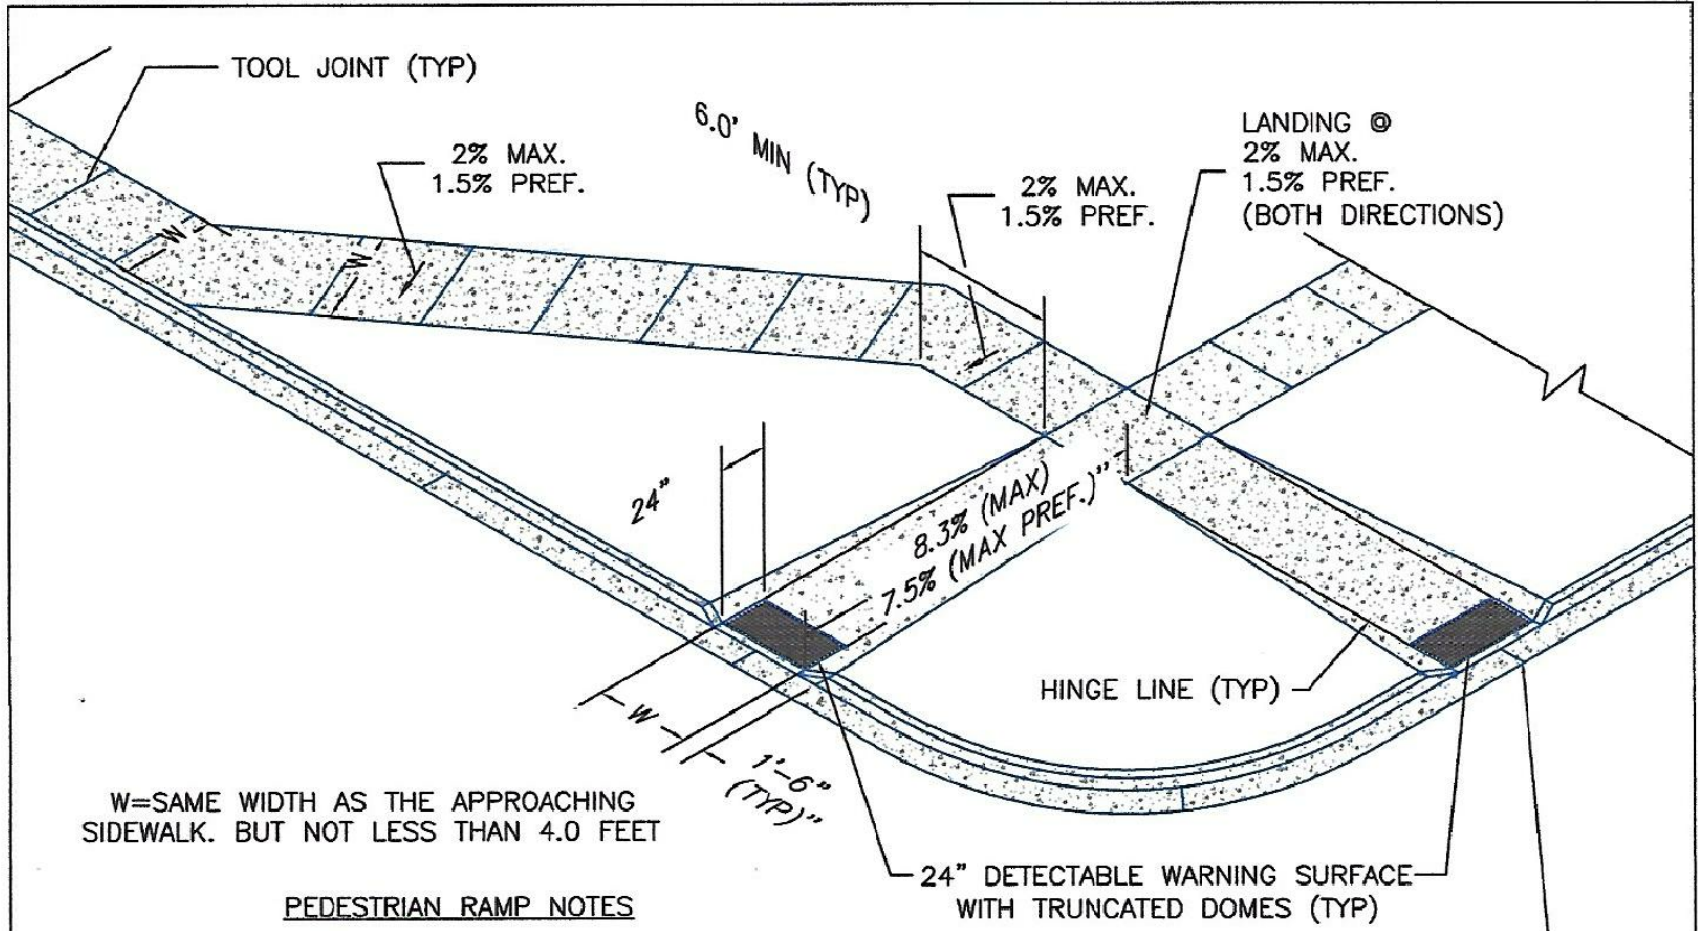 TOOL JOINT (TYP)
2% MAX.
1.5% PREF.
6.0' MIN (TYP)
2% MAX.
1.5% PREF.
LANDING @
2% MAX.
1.5% PREF.
(BOTH DIRECTIONS)
W
W
24"
8.3% (MAX)
7.5% (MAX PREF.)"
HINGE LINE (TYP)
W
1'-6"
(TYP)"
W=SAME WIDTH AS THE APPROACHING
SIDEWALK. BUT NOT LESS THAN 4.0 FEET
24" DETECTABLE WARNING SURFACE
WITH TRUNCATED DOMES (TYP)
PEDESTRIAN RAMP NOTES